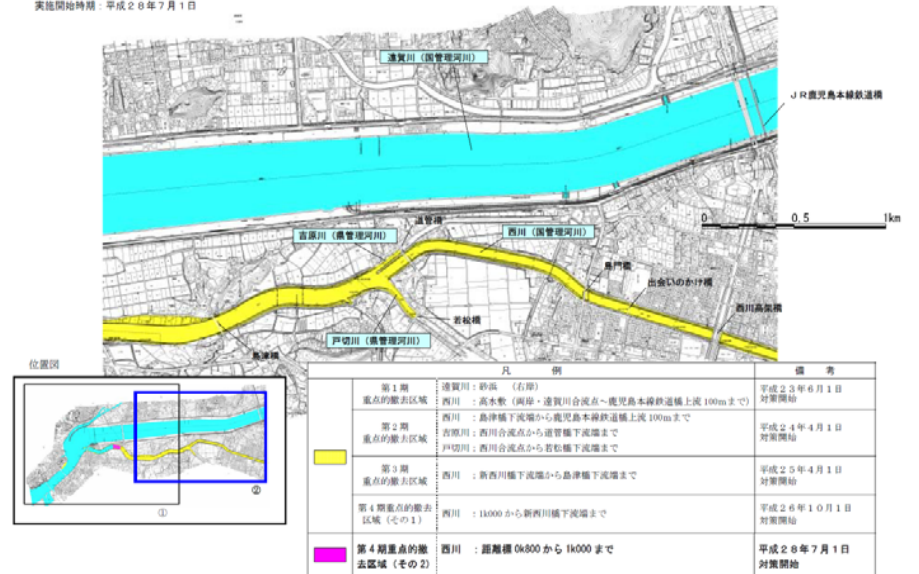 実施開始時期：平成２８年７月１日
遠賀川（国管理河川）
ＪＲ鹿児島本線鉄道橋
0 0.5 1km
道管橋
吉原川（県管理河川）
西川（国管理河川）
島門橋
出会いのかけ橋
西川高架橋
若松橋
戸切川（県管理河川）
島津橋
位置図
①
②
凡　例
備　考
第１期
重点的撤去区域
遠賀川：砂浜　（右岸）
西川　：高水敷（両岸・遠賀川合流点～鹿児島本線鉄道橋上流100mまで）
平成２３年６月１日
対策開始
第２期
重点的撤去区域
西川　：島津橋下流端から鹿児島本線鉄道橋上流100mまで
吉原川：西川合流点から道管橋下流端まで
戸切川：西川合流点から若松橋下流端まで
平成２４年４月１日
対策開始
第３期
重点的撤去区域
西川　：新西川橋下流端から島津橋下流端まで
平成２５年４月１日
対策開始
第４期重点的撤去
区域（その１）
西川　：1k000から新西川橋下流端まで
平成２６年１０月１日
対策開始
第４期重点的撤
去区域（その２）
西川　：距離標0k800から1k000まで
平成２８年７月１日
対策開始